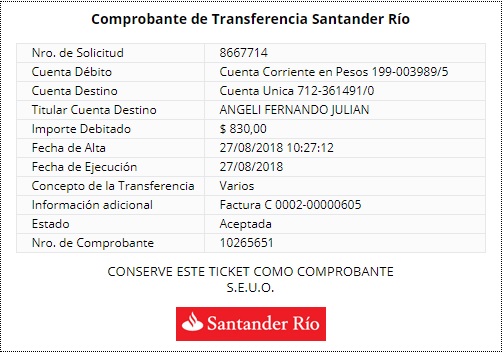 Comprobante de Transferencia Santander Río
Nro. de Solicitud 8667714
Cuenta Débito Cuenta Corriente en Pesos 199-003989/5
Cuenta Destino Cuenta Unica 712-361491/0
Titular Cuenta Destino ANGELI FERNANDO JULIAN
Importe Debitado $ 830,00
Fecha de Alta 27/08/2018 10:27:12
Fecha de Ejecución 27/08/2018
Concepto de la Transferencia Varios
Información adicional Factura C 0002-00000605
Estado Aceptada
Nro. de Comprobante 10265651
CONSERVE ESTE TICKET COMO COMPROBANTE
S.E.U.O.
Santander Río